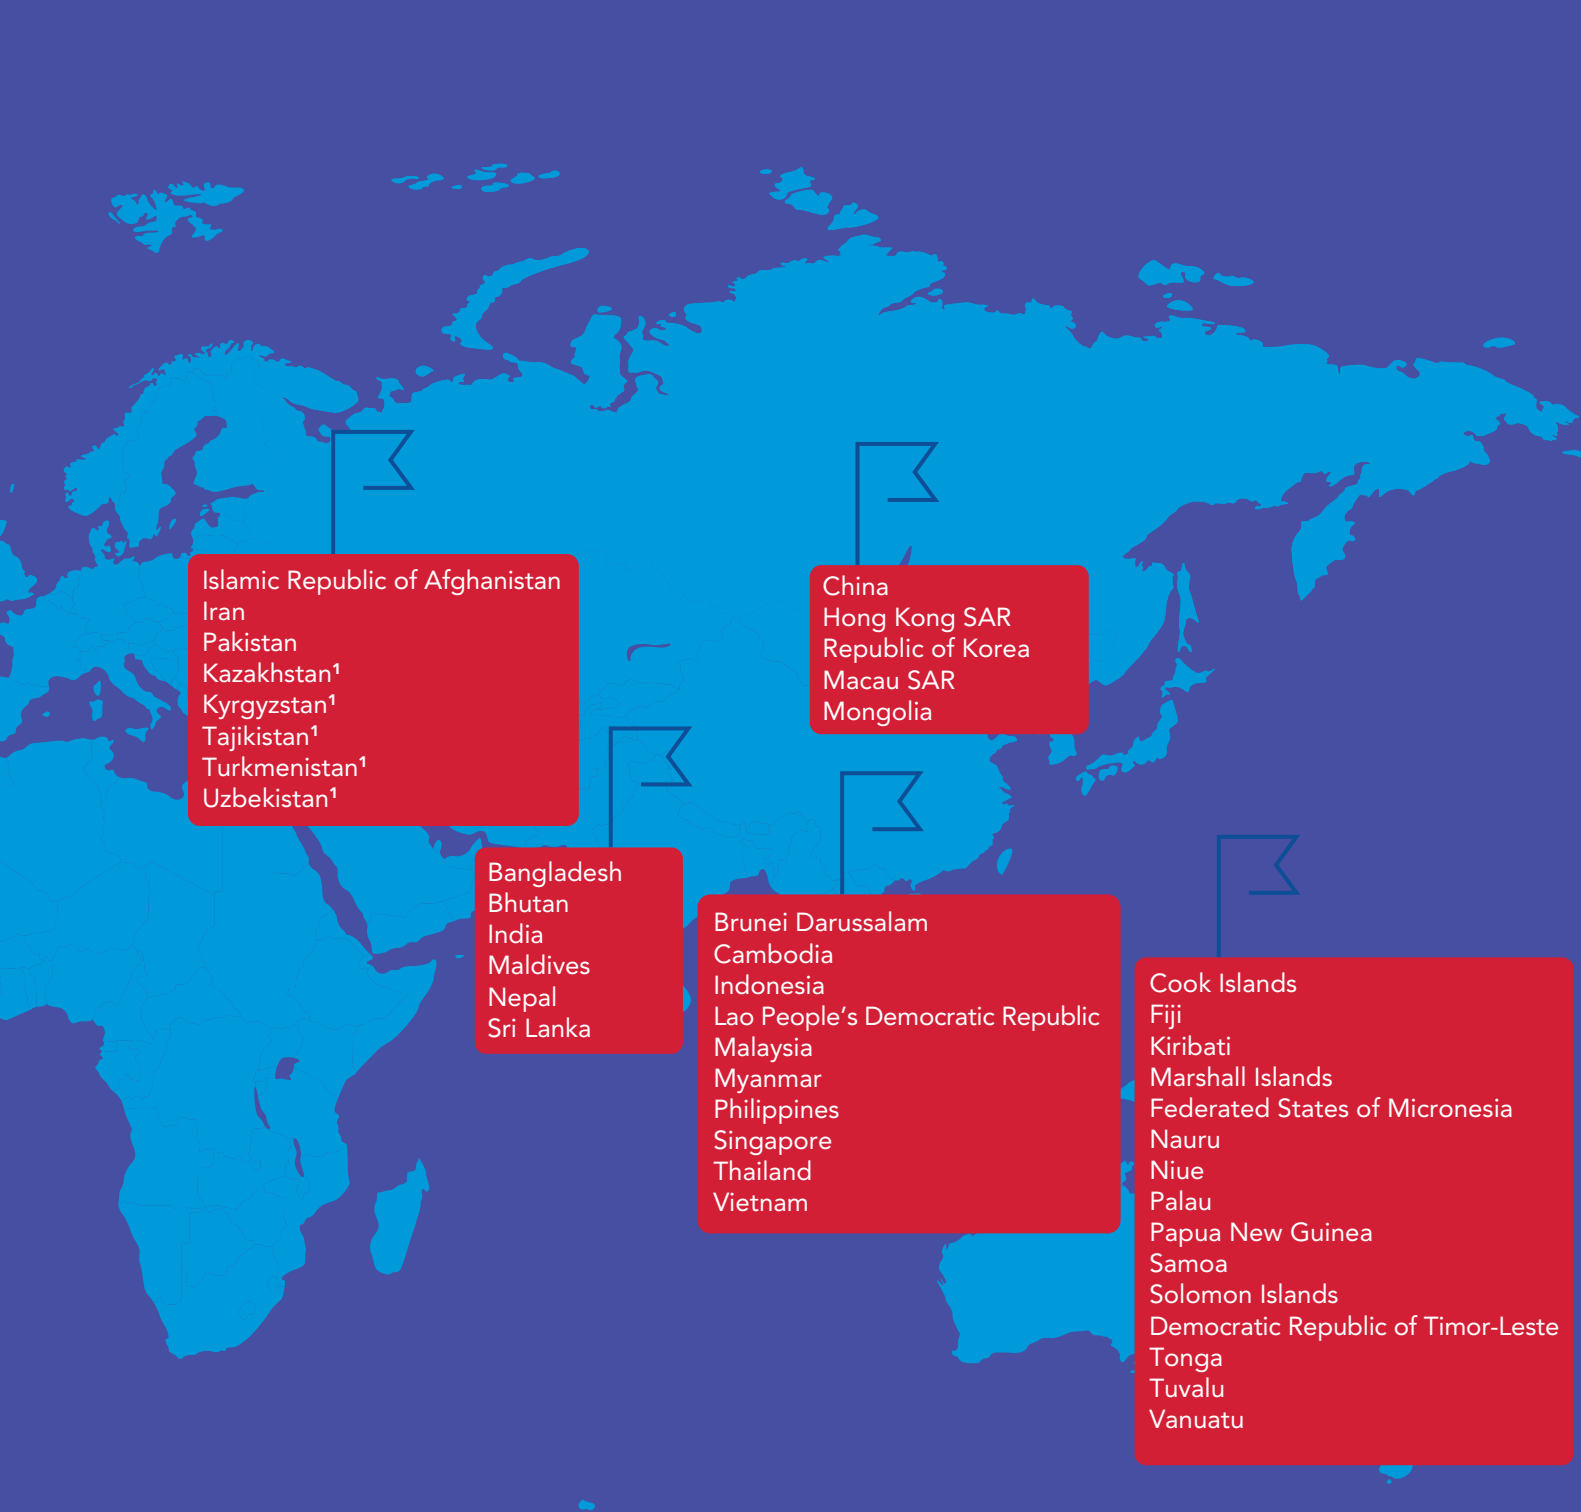 Islamic Republic of Afghanistan
Iran
Pakistan
Kazakhstan¹
Kyrgyzstan¹
Tajikistan¹
Turkmenistan¹
Uzbekistan¹
China
Hong Kong SAR
Republic of Korea
Macau SAR
Mongolia
Bangladesh
Bhutan
India
Maldives
Nepal
Sri Lanka
Brunei Darussalam
Cambodia
Indonesia
Lao People’s Democratic Republic
Malaysia
Myanmar
Philippines
Singapore
Thailand
Vietnam
Cook Islands
Fiji
Kiribati
Marshall Islands
Federated States of Micronesia
Nauru
Niue
Palau
Papua New Guinea
Samoa
Solomon Islands
Democratic Republic of Timor-Leste
Tonga
Tuvalu
Vanuatu